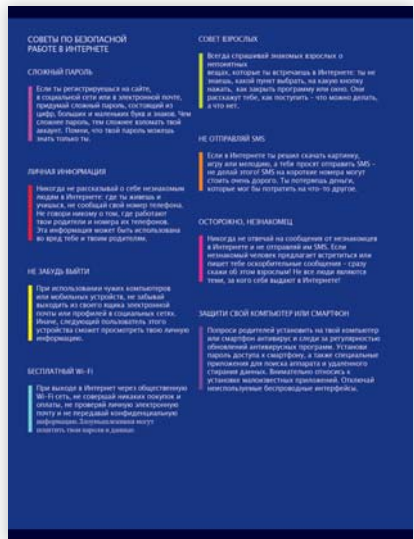 СОВЕТЫ ПО БЕЗОПАСНОЙ
РАБОТЕ В ИНТЕРНЕТЕ
СЛОЖНЫЙ ПАРОЛЬ
Если ты регистрируешься на сайте,
в социальной сети или в электронной почте,
придумай сложный пароль, состоящий из
цифр, больших и маленьких букв и знаков. Чем
сложнее пароль, тем сложнее взломать твой
аккаунт. Помни, что твой пароль можешь
знать только ты.
ЛИЧНАЯ ИНФОРМАЦИЯ
Никогда не рассказывай о себе незнакомым
людям в Интернете: где ты живешь и
учишься, не сообщай свой номер телефона.
Не говори никому о том, где работают
твои родители и номера их телефонов.
Эта информация может быть использована
во вред тебе и твоим родителям.
НЕ ЗАБУДЬ ВЫЙТИ
При использовании чужих компьютеров
или мобильных устройств, не забывай
выходить из своего ящика электронной
почты или профилей в социальных сетях.
Иначе, следующий пользователь этого
устройства сможет просмотреть твою личную
информацию.
БЕСПЛАТНЫЙ WI-FI
При выходе в Интернет через общественную
Wi-Fi сеть, не совершай никаких покупок и
оплаты, не проверяй личную электронную
почту и не передавай конфиденциальную
информацию. Злоумышленники могут
похитить твои пароли и данные.
СОВЕТ ВЗРОСЛЫХ
Всегда спрашивай знакомых взрослых о
непонятных
вещах, которые ты встречаешь в Интернете: ты не
знаешь, какой пункт выбрать, на какую кнопку
нажать, как закрыть программу или окно. Они
расскажут тебе, как поступить - что можно делать,
а что нет.
НЕ ОТПРАВЛЯЙ SMS
Если в Интернете ты решил скачать картинку,
игру или мелодию, а тебя просят отправить SMS -
не делай этого! SMS на короткие номера могут
стоить очень дорого. Ты потеряешь деньги,
которые мог бы потратить на что-то другое.
ОСТОРОЖНО, НЕЗНАКОМЕЦ
Никогда не отвечай на сообщения от незнакомцев
в Интернете и не отправляй им SMS. Если
незнакомый человек предлагает встретиться или
пишет тебе оскорбительные сообщения - сразу
скажи об этом взрослым! Не все люди являются
теми, за кого себя выдают в Интернете!
ЗАЩИТИ СВОЙ КОМПЬЮТЕР ИЛИ СМАРТФОН
Попроси родителей установить на твой компьютер
или смартфон антивирус и следи за регулярностью
обновления антивирусных программ. Установи
пароль доступа к смартфону, а также специальные
приложения для поиска аппарата и удаленного
стирания данных. Внимательно относись к
установке малоизвестных приложений. Отключай
неиспользуемые беспроводные интерфейсы.